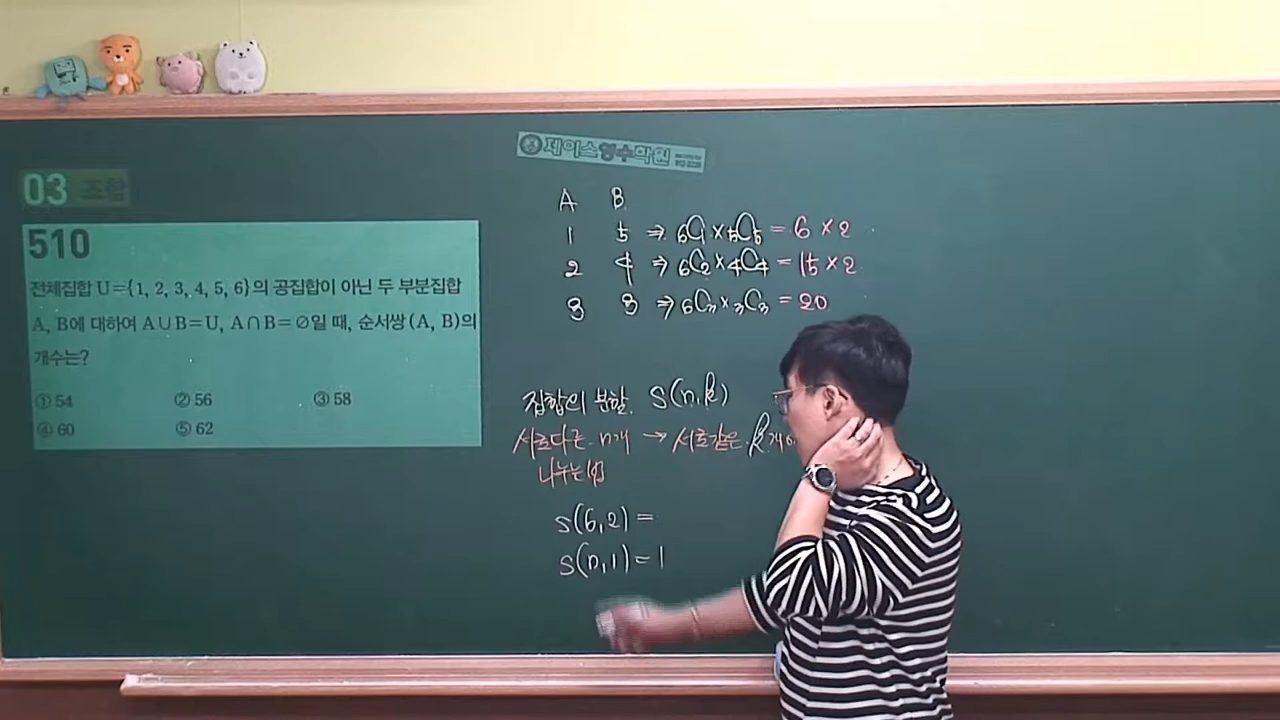 03 조합
510
전체집합 U={1, 2, 3, 4, 5, 6}의 공집합이 아닌 두 부분집합
A, B에 대하여 A∪B=U, A∩B=∅일 때, 순서쌍(A, B)의
개수는?
① 54 ② 56 ③ 58
④ 60 ⑤ 62
제이스영수학원
A B
1 5 ⇒ ₆C₁×₅C₅ = 6×2
2 4 ⇒ ₆C₂×₄C₄ = 15×2
3 3 ⇒ ₆C₃×₃C₃ = 20
집합의 분할. S(n,k)
서로다른 n개 → 서로같은 k개
나누는
S(6,2) =
S(n,1) = 1